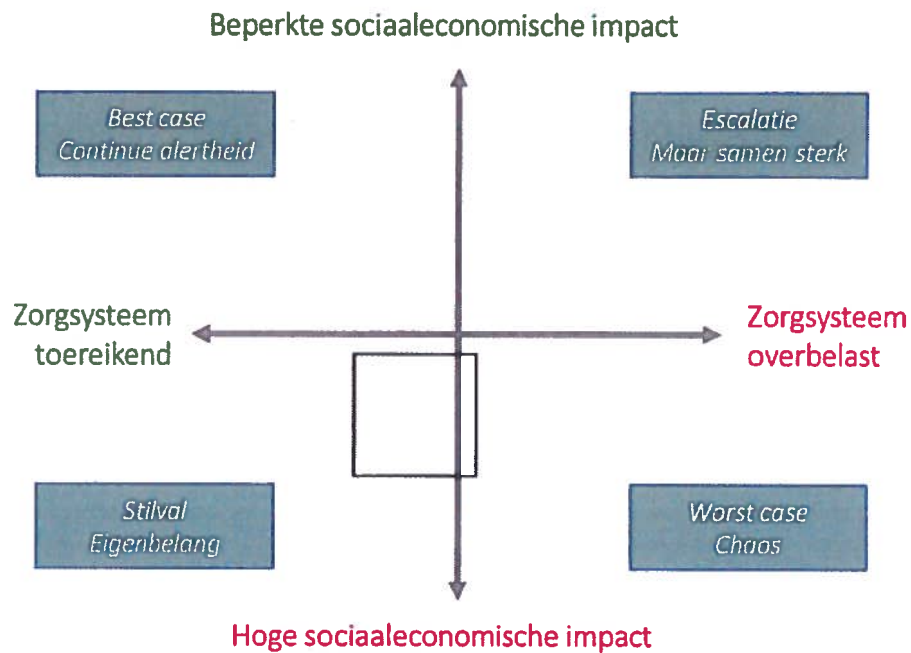 Beperkte sociaaleconomische impact
Best case
Continue alertheid
Escalatie
Maar samen sterk
Zorgsysteem
toereikend
Zorgsysteem
overbelast
Stilval
Eigenbelang
Worst case
Chaos
Hoge sociaaleconomische impact